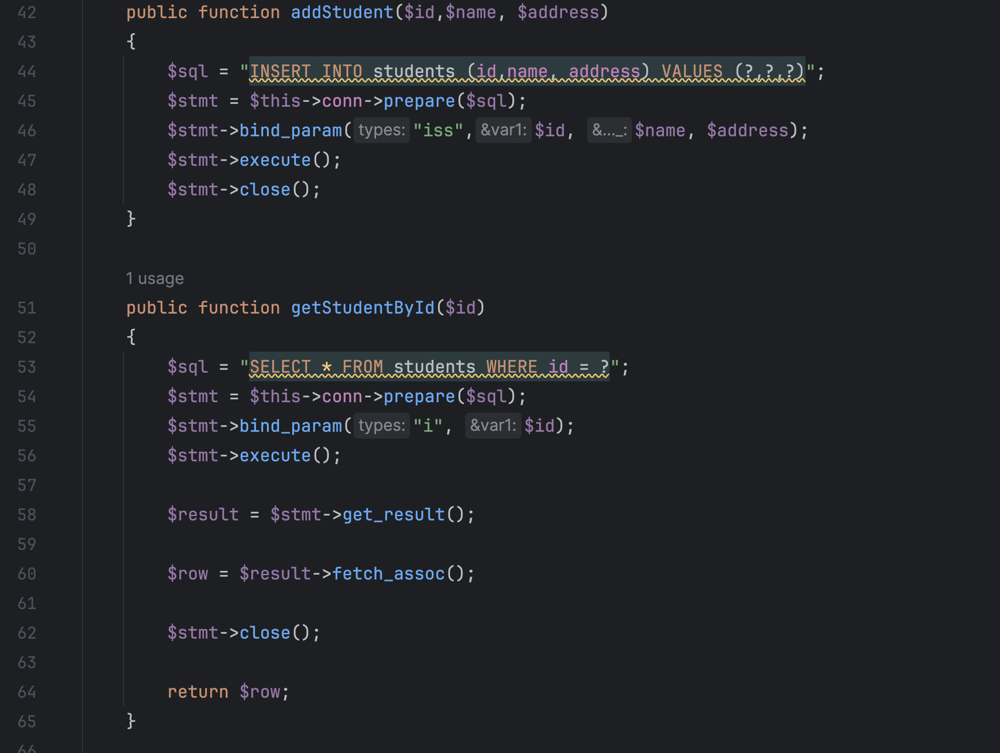 42 public function addStudent($id,$name, $address)
43 {
44 $sql = "INSERT INTO students (id,name, address) VALUES (?,?,?)";
45 $stmt = $this->conn->prepare($sql);
46 $stmt->bind_param( types: "iss", &var1: $id, &..._: $name, $address);
47 $stmt->execute();
48 $stmt->close();
49 }
50
1 usage
51 public function getStudentById($id)
52 {
53 $sql = "SELECT * FROM students WHERE id = ?";
54 $stmt = $this->conn->prepare($sql);
55 $stmt->bind_param( types: "i", &var1: $id);
56 $stmt->execute();
57
58 $result = $stmt->get_result();
59
60 $row = $result->fetch_assoc();
61
62 $stmt->close();
63
64 return $row;
65 }
66